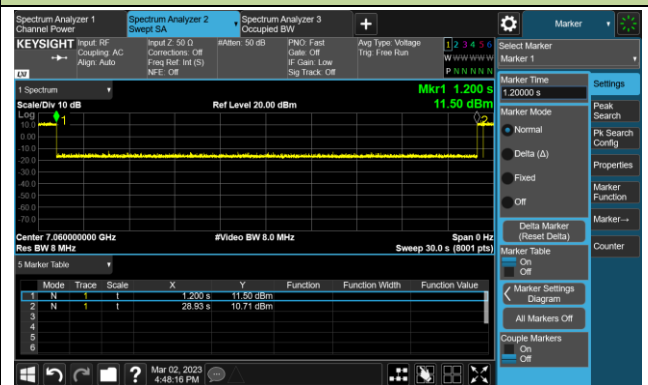 Spectrum Analyzer 1
Channel Power
Spectrum Analyzer 2
Swept SA
Spectrum Analyzer 3
Occupied BW
Marker
KEYSIGHT
Input: RF
Coupling: AC
Align: Auto
Input Z: 50 Ω
Corrections: Off
Freq Ref: Int (S)
NFE: Off
#Atten: 50 dB
PNO: Fast
Gate: Off
IF Gain: Low
Sig Track: Off
Avg Type: Voltage
Trig: Free Run
1 2 3 4 5 6
W W W W W W
P N N N N N
LXI
Select Marker
Marker 1
1 Spectrum
Scale/Div 10 dB
Ref Level 20.00 dBm
Mkr1 1.200 s
11.50 dBm
Log
10.0
0.00
-10.0
-20.0
-30.0
-40.0
-50.0
-60.0
-70.0
1
2
Center 7.060000000 GHz
Res BW 8 MHz
#Video BW 8.0 MHz
Span 0 Hz
Sweep 30.0 s (8001 pts)
5 Marker Table
Mode Trace Scale X Y Function Function Width Function Value
1 N 1 t 1.200 s 11.50 dBm
2 N 1 t 28.93 s 10.71 dBm
3
4
5
6
Marker Time
1.20000 s
Marker Mode
Normal
Delta (Δ)
Fixed
Off
Delta Marker
(Reset Delta)
Marker Table
On
Off
Marker Settings
Diagram
All Markers Off
Couple Markers
On
Off
Settings
Peak
Search
Pk Search
Config
Properties
Marker
Function
Marker→
Counter
Mar 02, 2023
4:48:16 PM